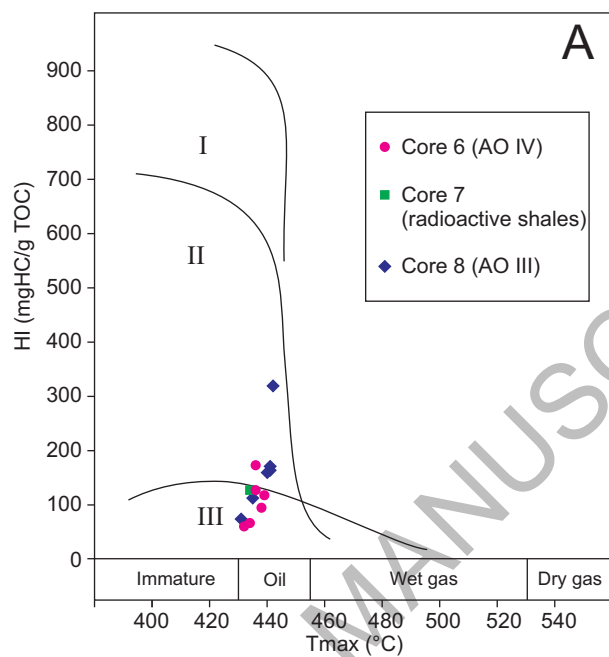 A
HI (mgHC/g TOC)
900
800
700
600
500
400
300
200
100
0
I
II
III
Core 6 (AO IV)
Core 7
(radioactive shales)
Core 8 (AO III)
MANUSC
Immature Oil Wet gas Dry gas
400 420 440 460 480 500 520 540
Tmax (°C)